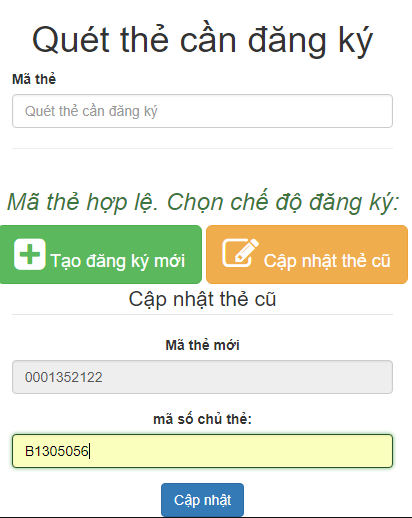 Quét thẻ cần đăng ký
Mã thẻ
Quét thẻ cần đăng ký
Mã thẻ hợp lệ. Chọn chế độ đăng ký:
Tạo đăng ký mới
Cập nhật thẻ cũ
Cập nhật thẻ cũ
Mã thẻ mới
0001352122
mã số chủ thẻ:
B1305056
Cập nhật